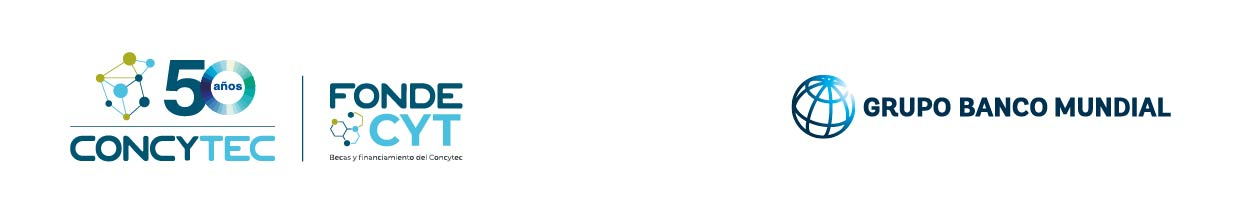 50 años
CONCYTEC
FONDE
CYT
Becas y financiamiento del Concytec
GRUPO BANCO MUNDIAL